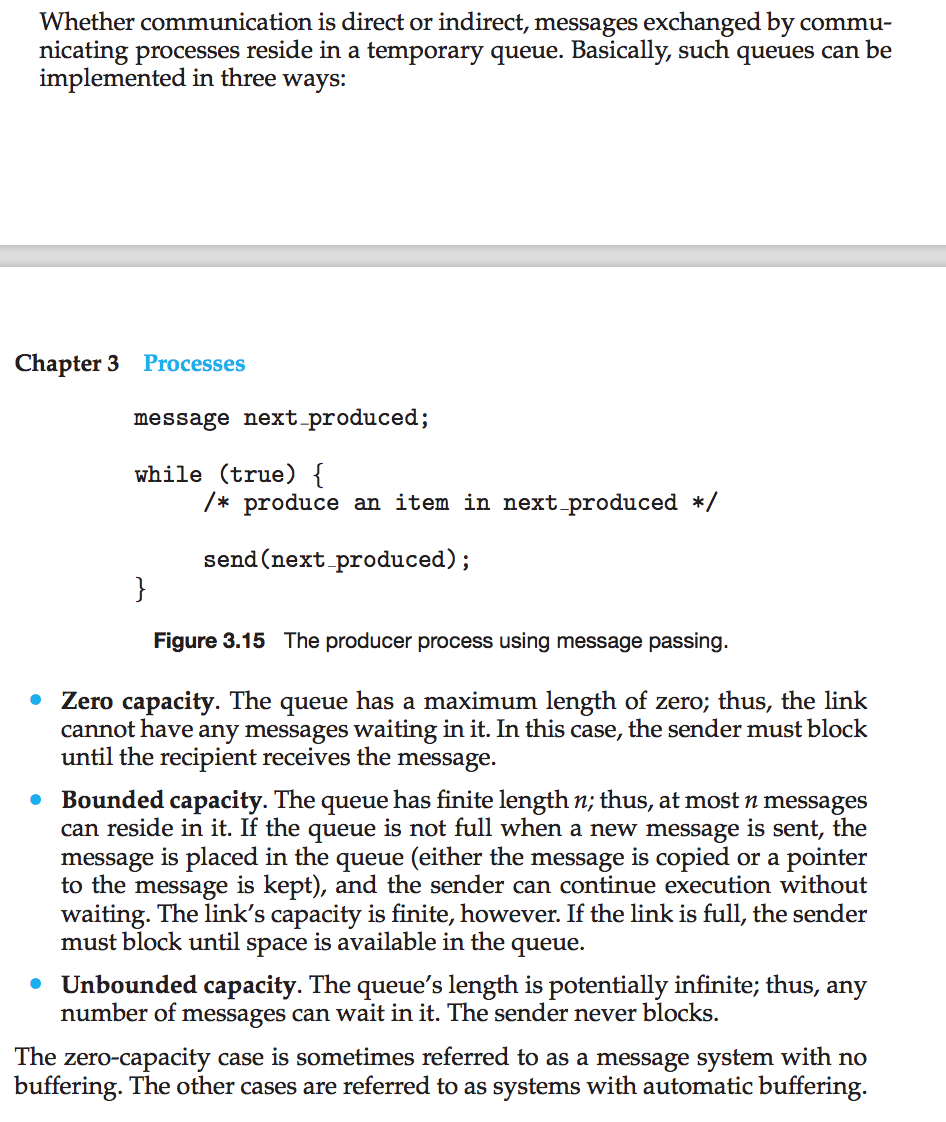 Whether communication is direct or indirect, messages exchanged by commu-
nicating processes reside in a temporary queue. Basically, such queues can be
implemented in three ways:
Chapter 3 Processes
message next_produced;
while (true) {
/* produce an item in next_produced */
send(next_produced);
}
Figure 3.15 The producer process using message passing.
• Zero capacity. The queue has a maximum length of zero; thus, the link
cannot have any messages waiting in it. In this case, the sender must block
until the recipient receives the message.
• Bounded capacity. The queue has finite length n; thus, at most n messages
can reside in it. If the queue is not full when a new message is sent, the
message is placed in the queue (either the message is copied or a pointer
to the message is kept), and the sender can continue execution without
waiting. The link’s capacity is finite, however. If the link is full, the sender
must block until space is available in the queue.
• Unbounded capacity. The queue’s length is potentially infinite; thus, any
number of messages can wait in it. The sender never blocks.
The zero-capacity case is sometimes referred to as a message system with no
buffering. The other cases are referred to as systems with automatic buffering.